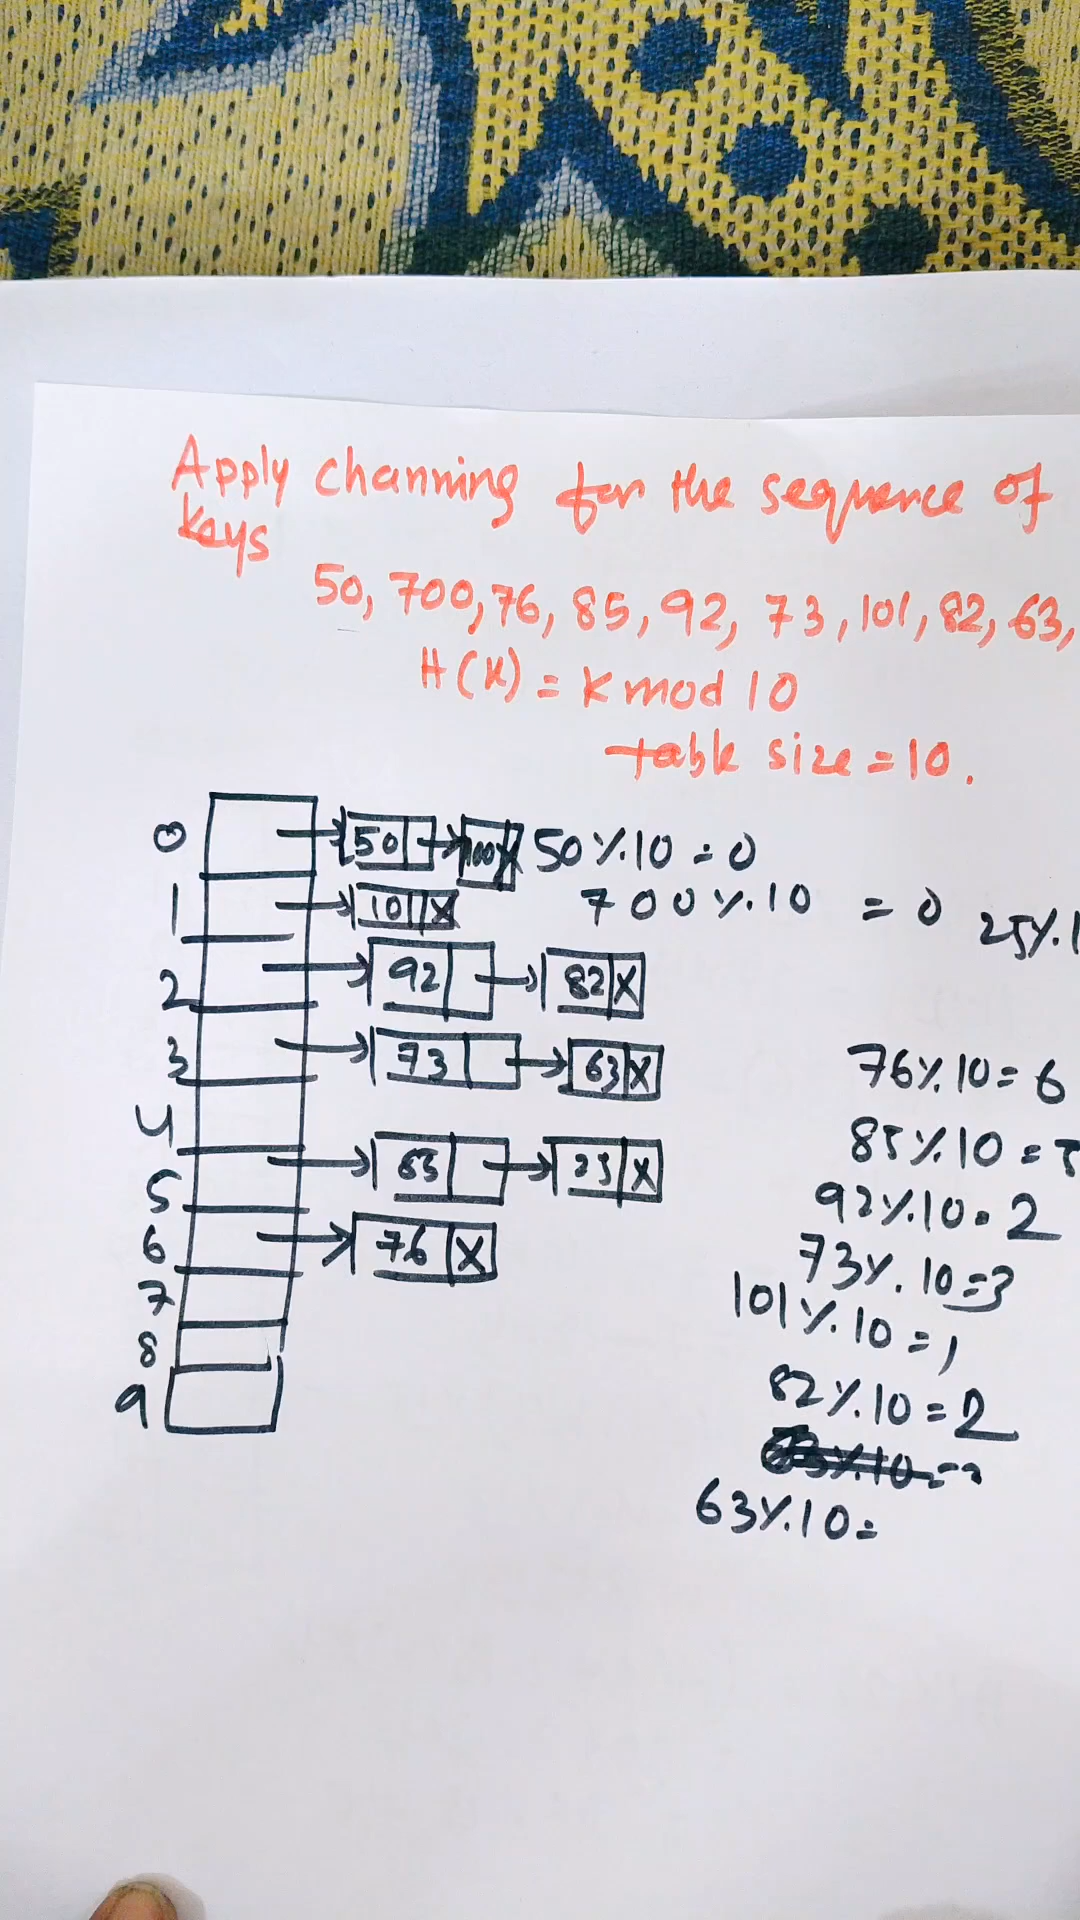 Apply channing for the sequence of
keys
50, 700, 76, 85, 92, 73, 101, 82, 63,
H(K) = K mod 10
table size = 10.
0 50 50 % 10 = 0
1 101 X 700 % 10 = 0 25 % 1
2 92 82 X
3 73 63 X 76 % 10 = 6
4 85 % 10 =
5 85 25 X 92 % 10 = 2
6 76 X 73 % 10 = 3
7 101 % 10 = 1
8
9 82 % 10 = 2
63 % 10 =